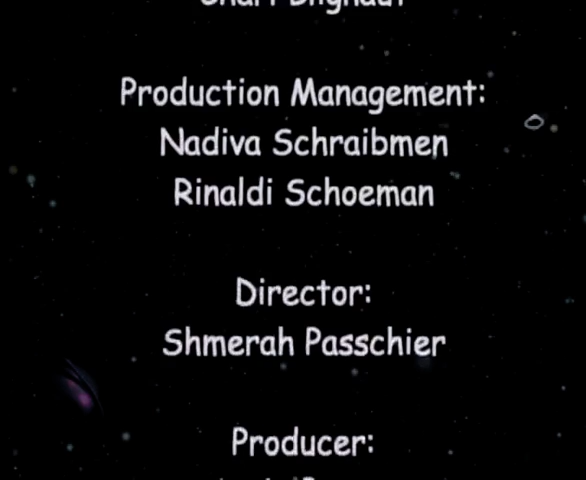 Production Management:
Nadiva Schraibmen
Rinaldi Schoeman
Director:
Shmerah Passchier
Producer: